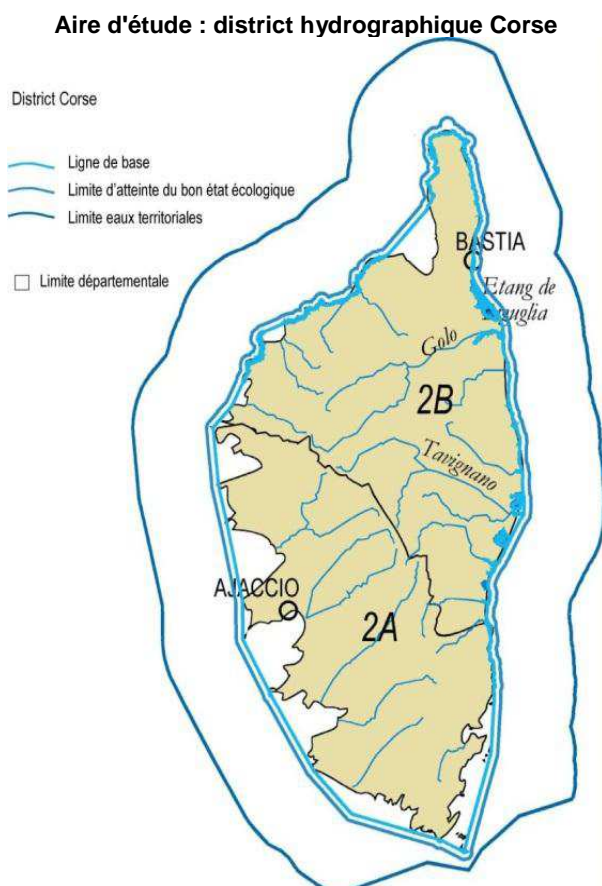 Aire d'étude : district hydrographique Corse
District Corse
Ligne de base
Limite d'atteinte du bon état écologique
Limite eaux territoriales
Limite départementale
BASTIA
Etang de
Golo
2B
Tavignano
AJACCIO
2A